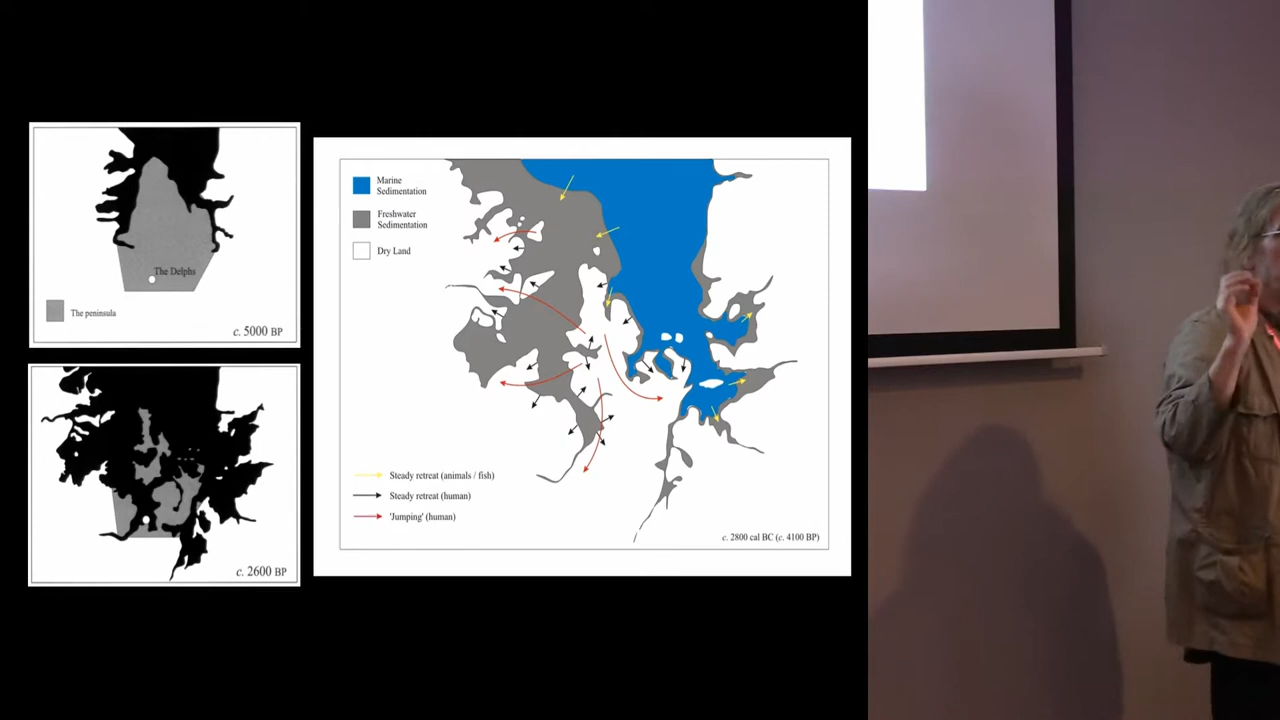 The Delphs
The peninsula
c. 5000 BP
c. 2600 BP
Marine
Sedimentation
Freshwater
Sedimentation
Dry Land
Steady retreat (animals / fish)
Steady retreat (human)
'Jumping' (human)
c. 2800 cal BC (c. 4100 BP)